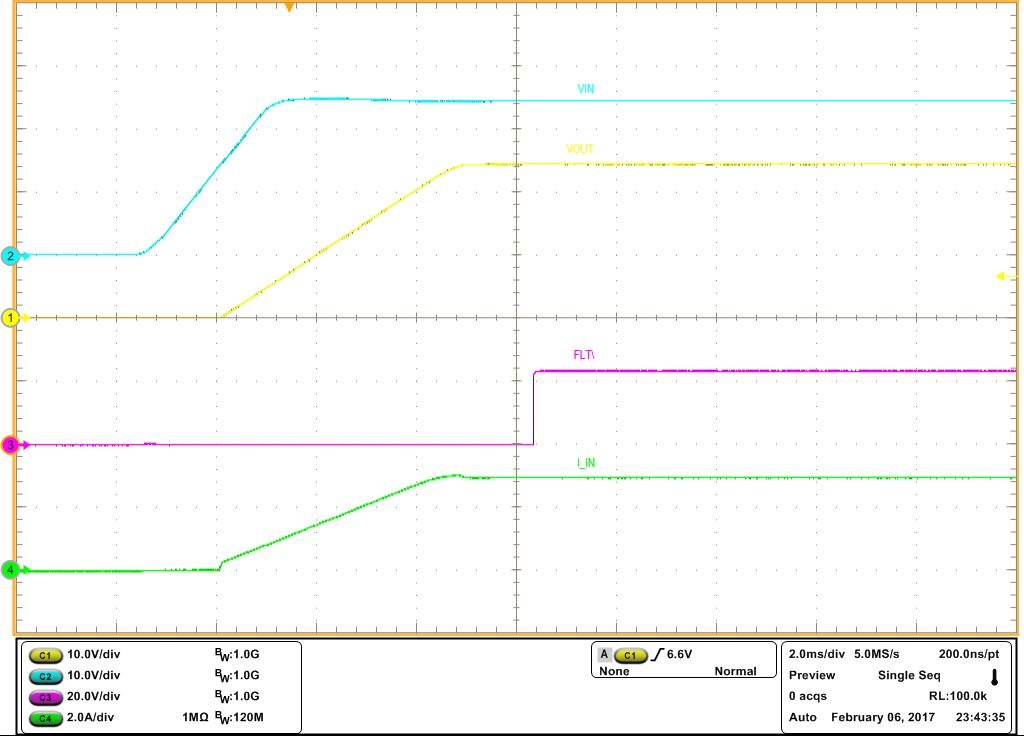 VIN
VOUT
2
1
FLT\
3
I_IN
4
C1 10.0V/div BW:1.0G
C2 10.0V/div BW:1.0G
C3 20.0V/div BW:1.0G
C4 2.0A/div 1MΩ BW:120M
A C1 6.6V
None Normal
2.0ms/div 5.0MS/s 200.0ns/pt
Preview Single Seq
0 acqs RL:100.0k
Auto February 06, 2017 23:43:35